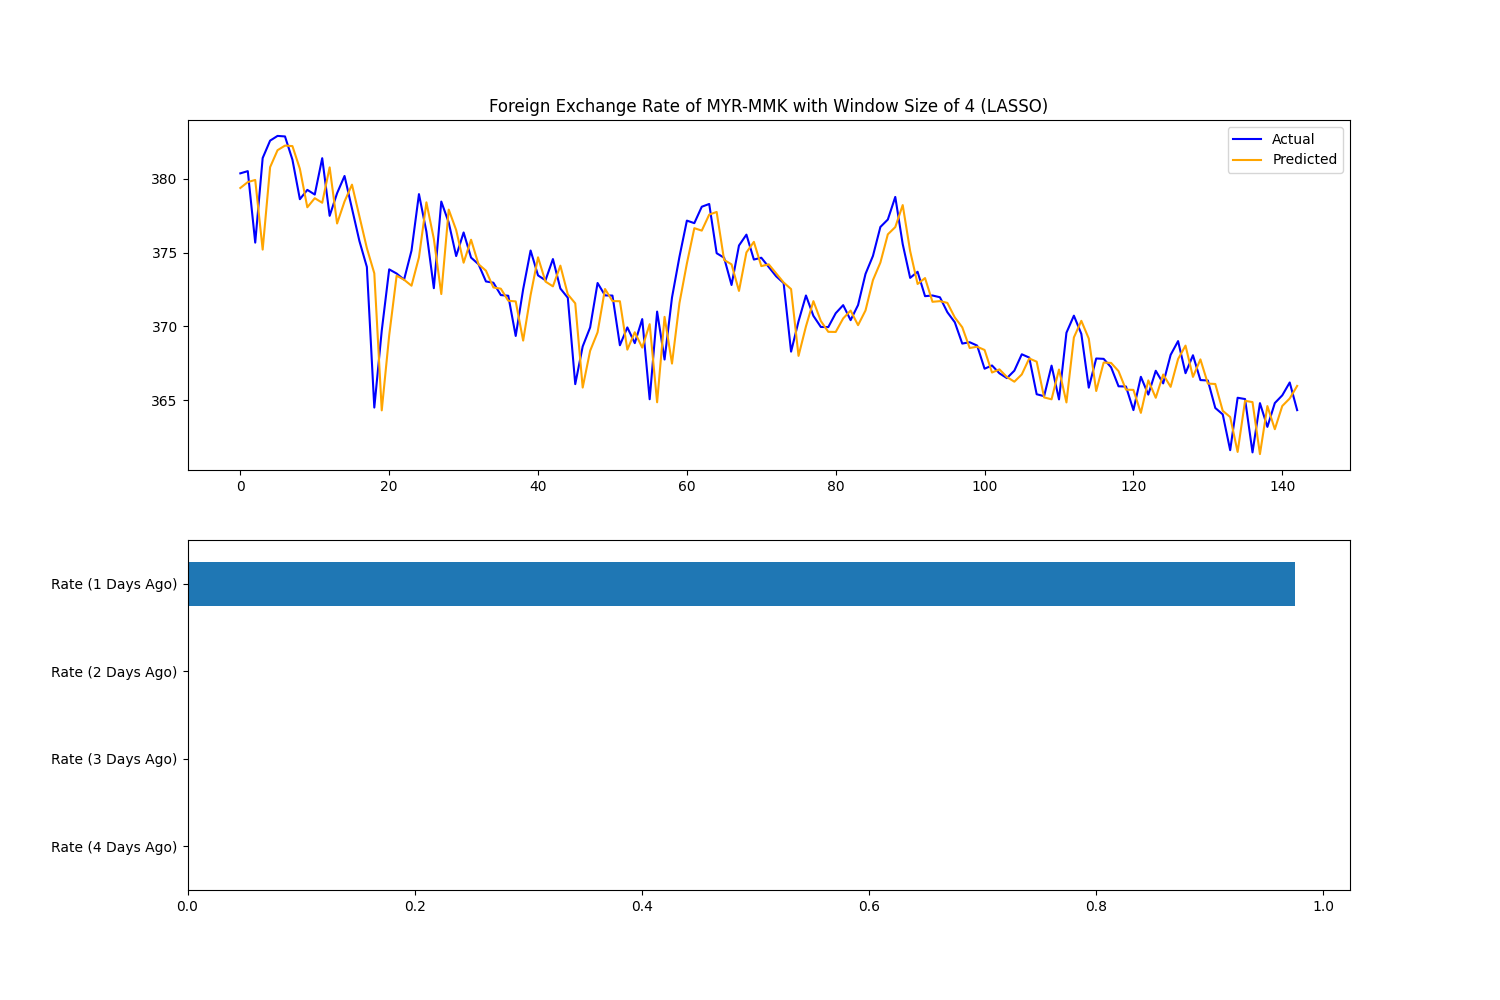 Foreign Exchange Rate of MYR-MMK with Window Size of 4 (LASSO)
Actual
Predicted
380
375
370
365
0 20 40 60 80 100 120 140
Rate (1 Days Ago)
Rate (2 Days Ago)
Rate (3 Days Ago)
Rate (4 Days Ago)
0.0 0.2 0.4 0.6 0.8 1.0